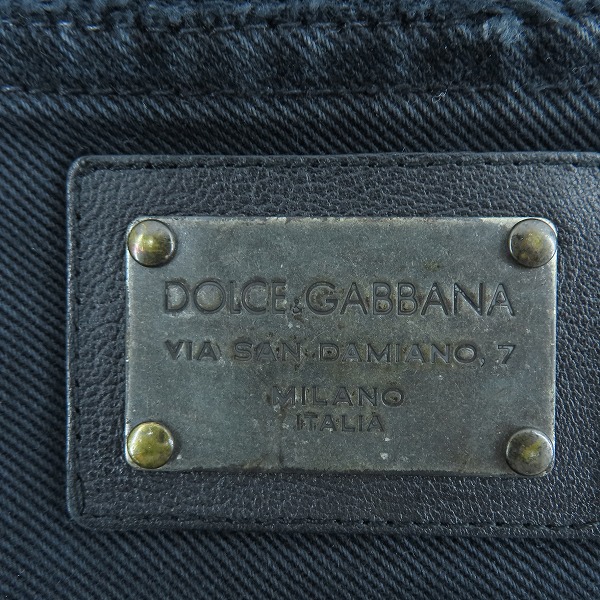 DOLCE&GABBANA
VIA SAN DAMIANO, 7
MILANO
ITALIA